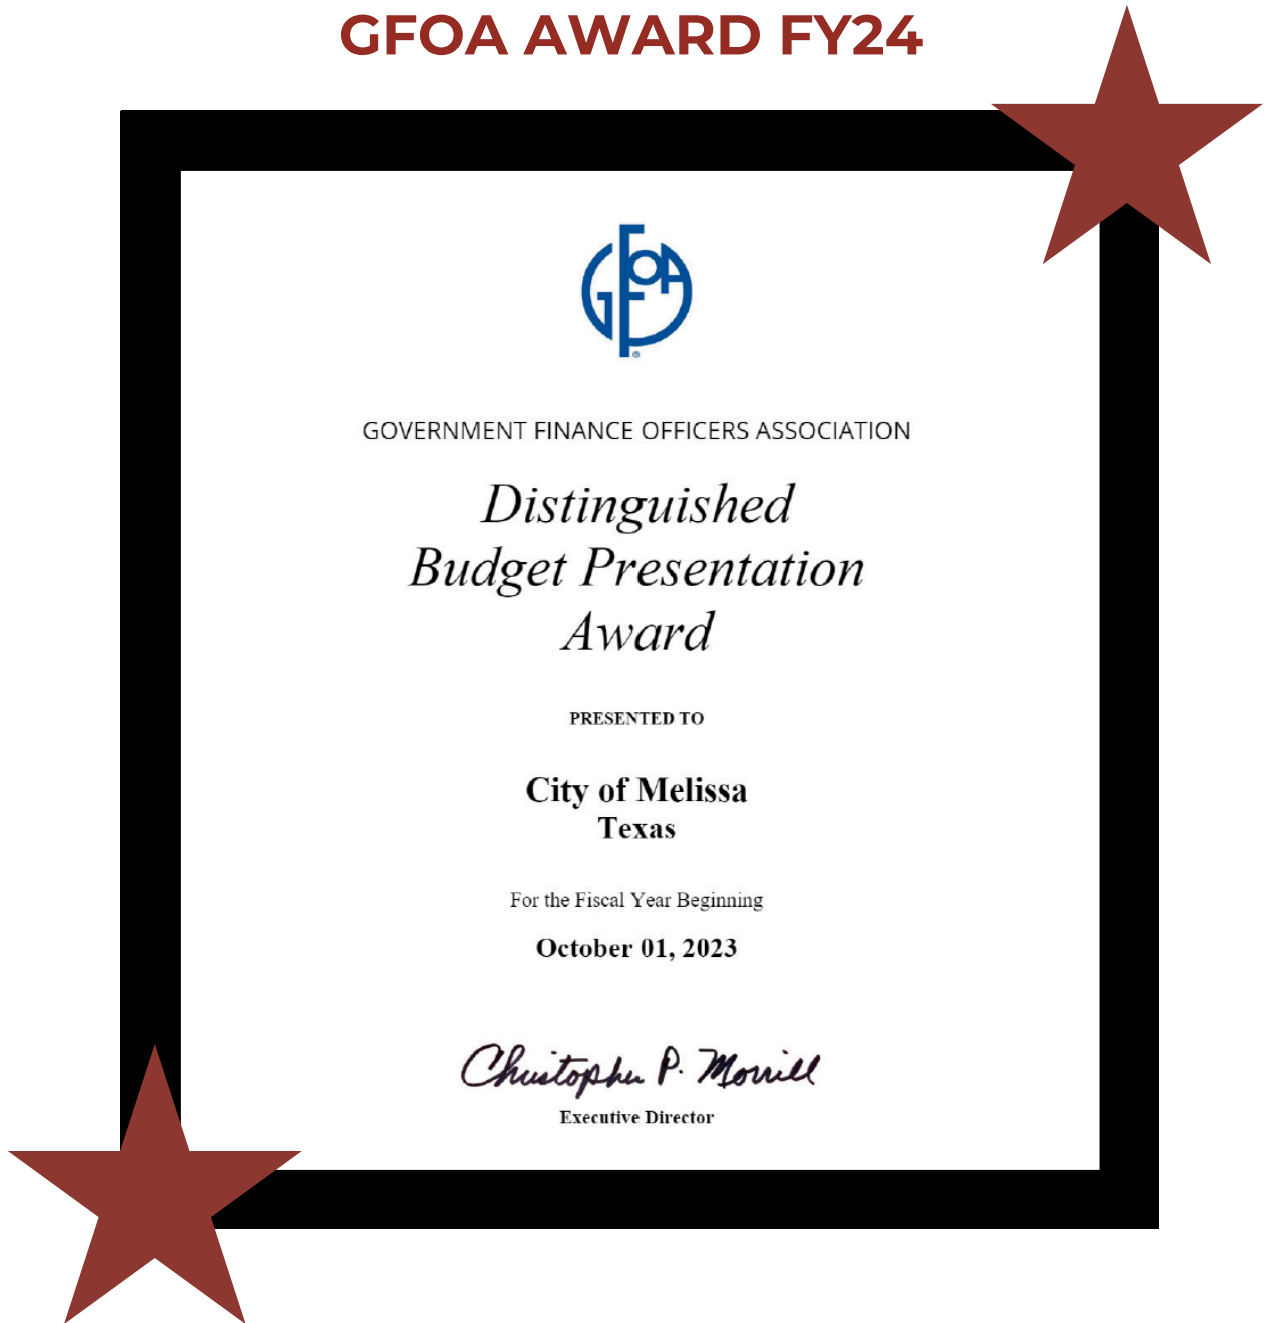 GFOA AWARD FY24
GFOA
®
GOVERNMENT FINANCE OFFICERS ASSOCIATION
Distinguished
Budget Presentation
Award
PRESENTED TO
City of Melissa
Texas
For the Fiscal Year Beginning
October 01, 2023
Christopher P. Morrill
Executive Director